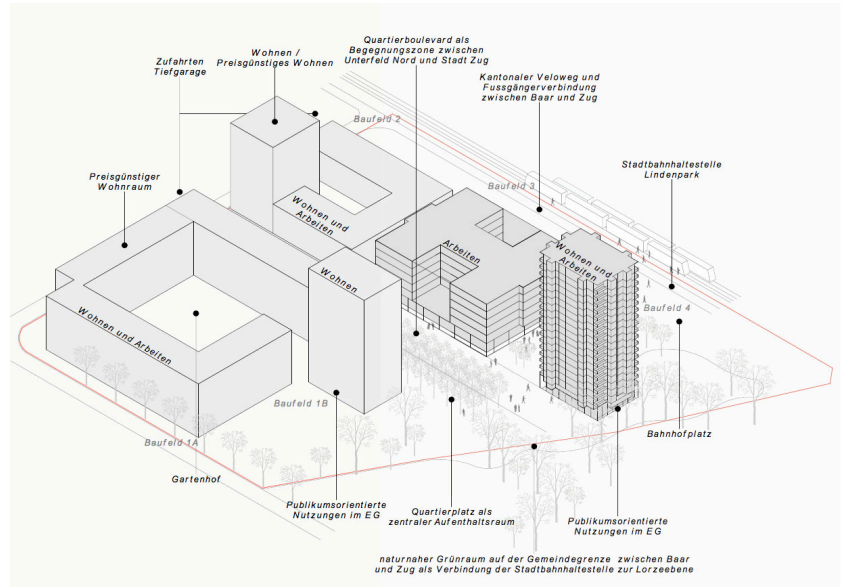 Quartierboulevard als
Begegnungszone zwischen
Unterfeld Nord und Stadt Zug
Wohnen /
Preisgünstiges Wohnen
Zufahrten
Tiefgarage
Kantonaler Veloweg und
Fussgängerverbindung
zwischen Baar und Zug
Baufeld 2
Stadtbahnhaltestelle
Lindenpark
Preisgünstiger
Wohnraum
Baufeld 3
Wohnen und
Arbeiten
Arbeiten
Wohnen und
Arbeiten
Wohnen
Baufeld 4
Wohnen und Arbeiten
Baufeld 1B
Bahnhofplatz
Baufeld 1A
Gartenhof
Publikumsorientierte
Nutzungen im EG
Quartierplatz als
zentraler Aufenthaltsraum
Publikumsorientierte
Nutzungen im EG
naturnaher Grünraum auf der Gemeindegrenze zwischen Baar
und Zug als Verbindung der Stadtbahnhaltestelle zur Lorzeebene